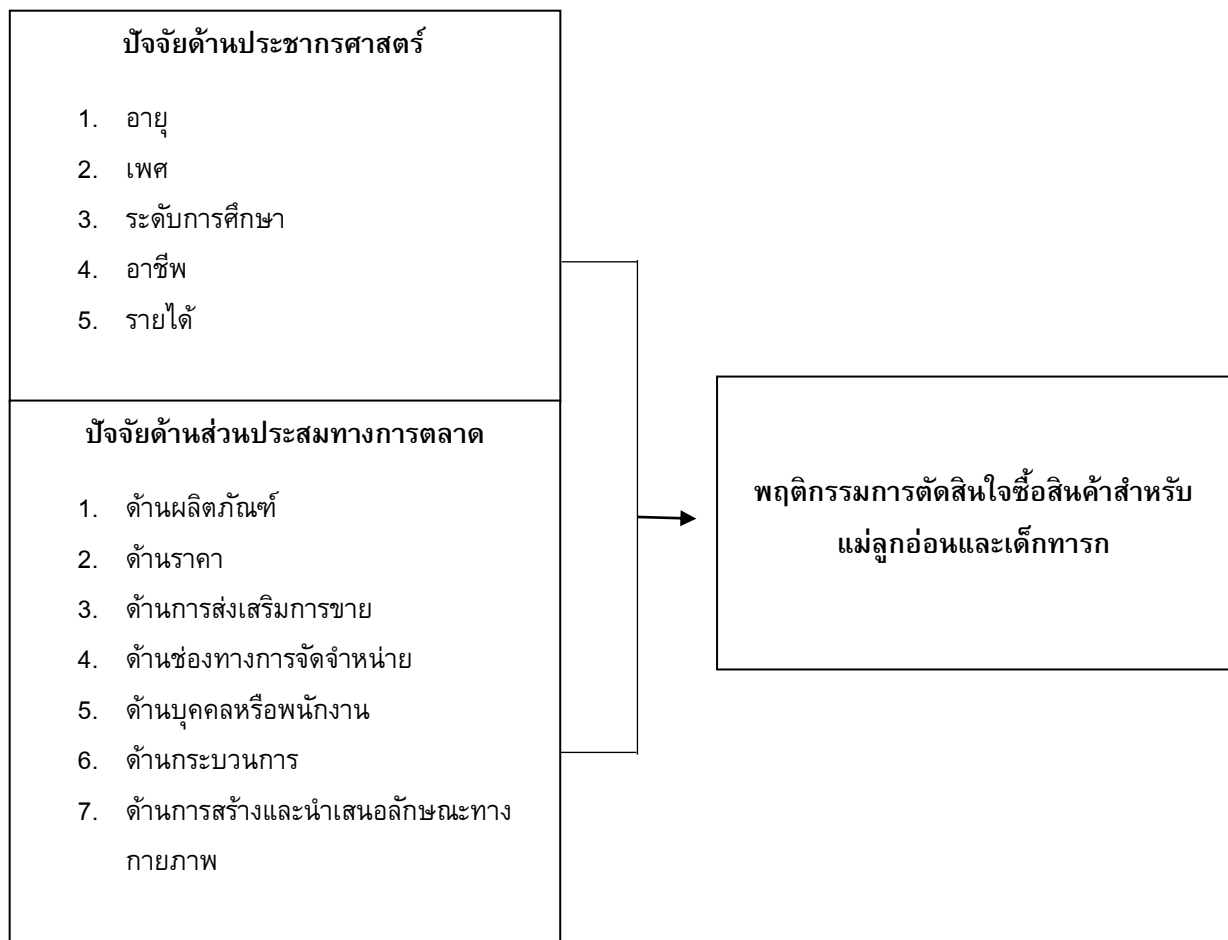 ปัจจัยด้านประชากรศาสตร์
1. อายุ
2. เพศ
3. ระดับการศึกษา
4. อาชีพ
5. รายได้
ปัจจัยด้านส่วนประสมทางการตลาด
1. ด้านผลิตภัณฑ์
2. ด้านราคา
3. ด้านการส่งเสริมการขาย
4. ด้านช่องทางการจัดจำหน่าย
5. ด้านบุคคลหรือพนักงาน
6. ด้านกระบวนการ
7. ด้านการสร้างและนำเสนอลักษณะทาง
กายภาพ
พฤติกรรมการตัดสินใจซื้อสินค้าสำหรับ
แม่ลูกอ่อนและเด็กทารก